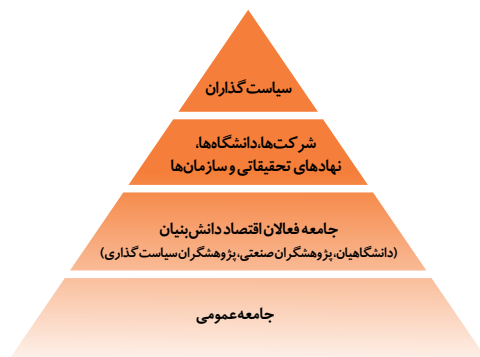 سیاست‌گذاران
شرکت‌ها،دانشگاه‌ها،
نهادهای تحقیقاتی و سازمان‌ها
جامعه فعالان اقتصاد دانش‌بنیان
(دانشگاهیان، پژوهشگران صنعتی، پژوهشگران سیاست گذاری)
جامعه عمومی